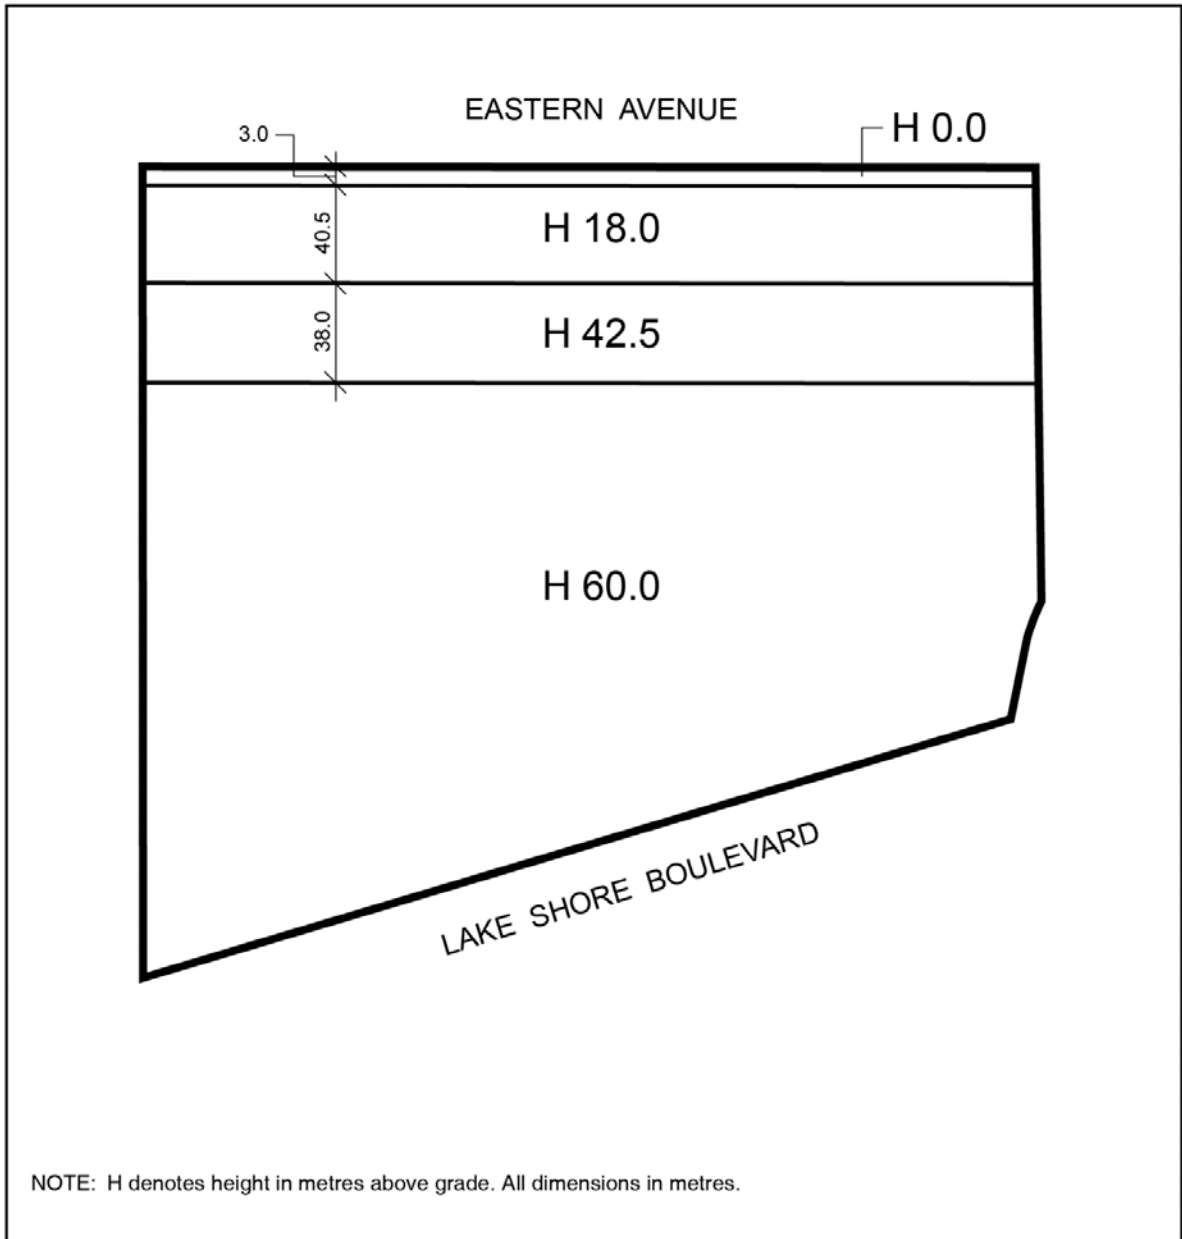 EASTERN AVENUE
3.0
H 0.0
40.5
H 18.0
38.0
H 42.5
H 60.0
LAKE SHORE BOULEVARD
NOTE: H denotes height in metres above grade. All dimensions in metres.